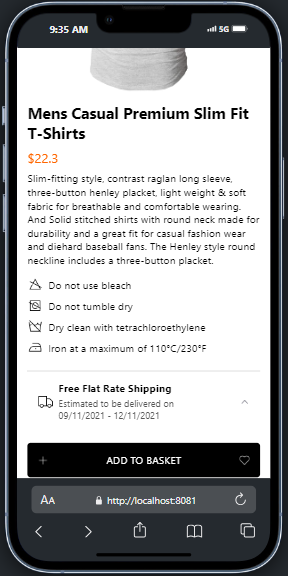 9:35 AM
5G
Mens Casual Premium Slim Fit
T-Shirts
$22.3
Slim-fitting style, contrast raglan long sleeve,
three-button henley placket, light weight & soft
fabric for breathable and comfortable wearing.
And Solid stitched shirts with round neck made for
durability and a great fit for casual fashion wear
and diehard baseball fans. The Henley style round
neckline includes a three-button placket.
Do not use bleach
Do not tumble dry
Dry clean with tetrachloroethylene
Iron at a maximum of 110°C/230°F
Free Flat Rate Shipping
Estimated to be delivered on
09/11/2021 - 12/11/2021
+ ADD TO BASKET
AA http://localhost:8081